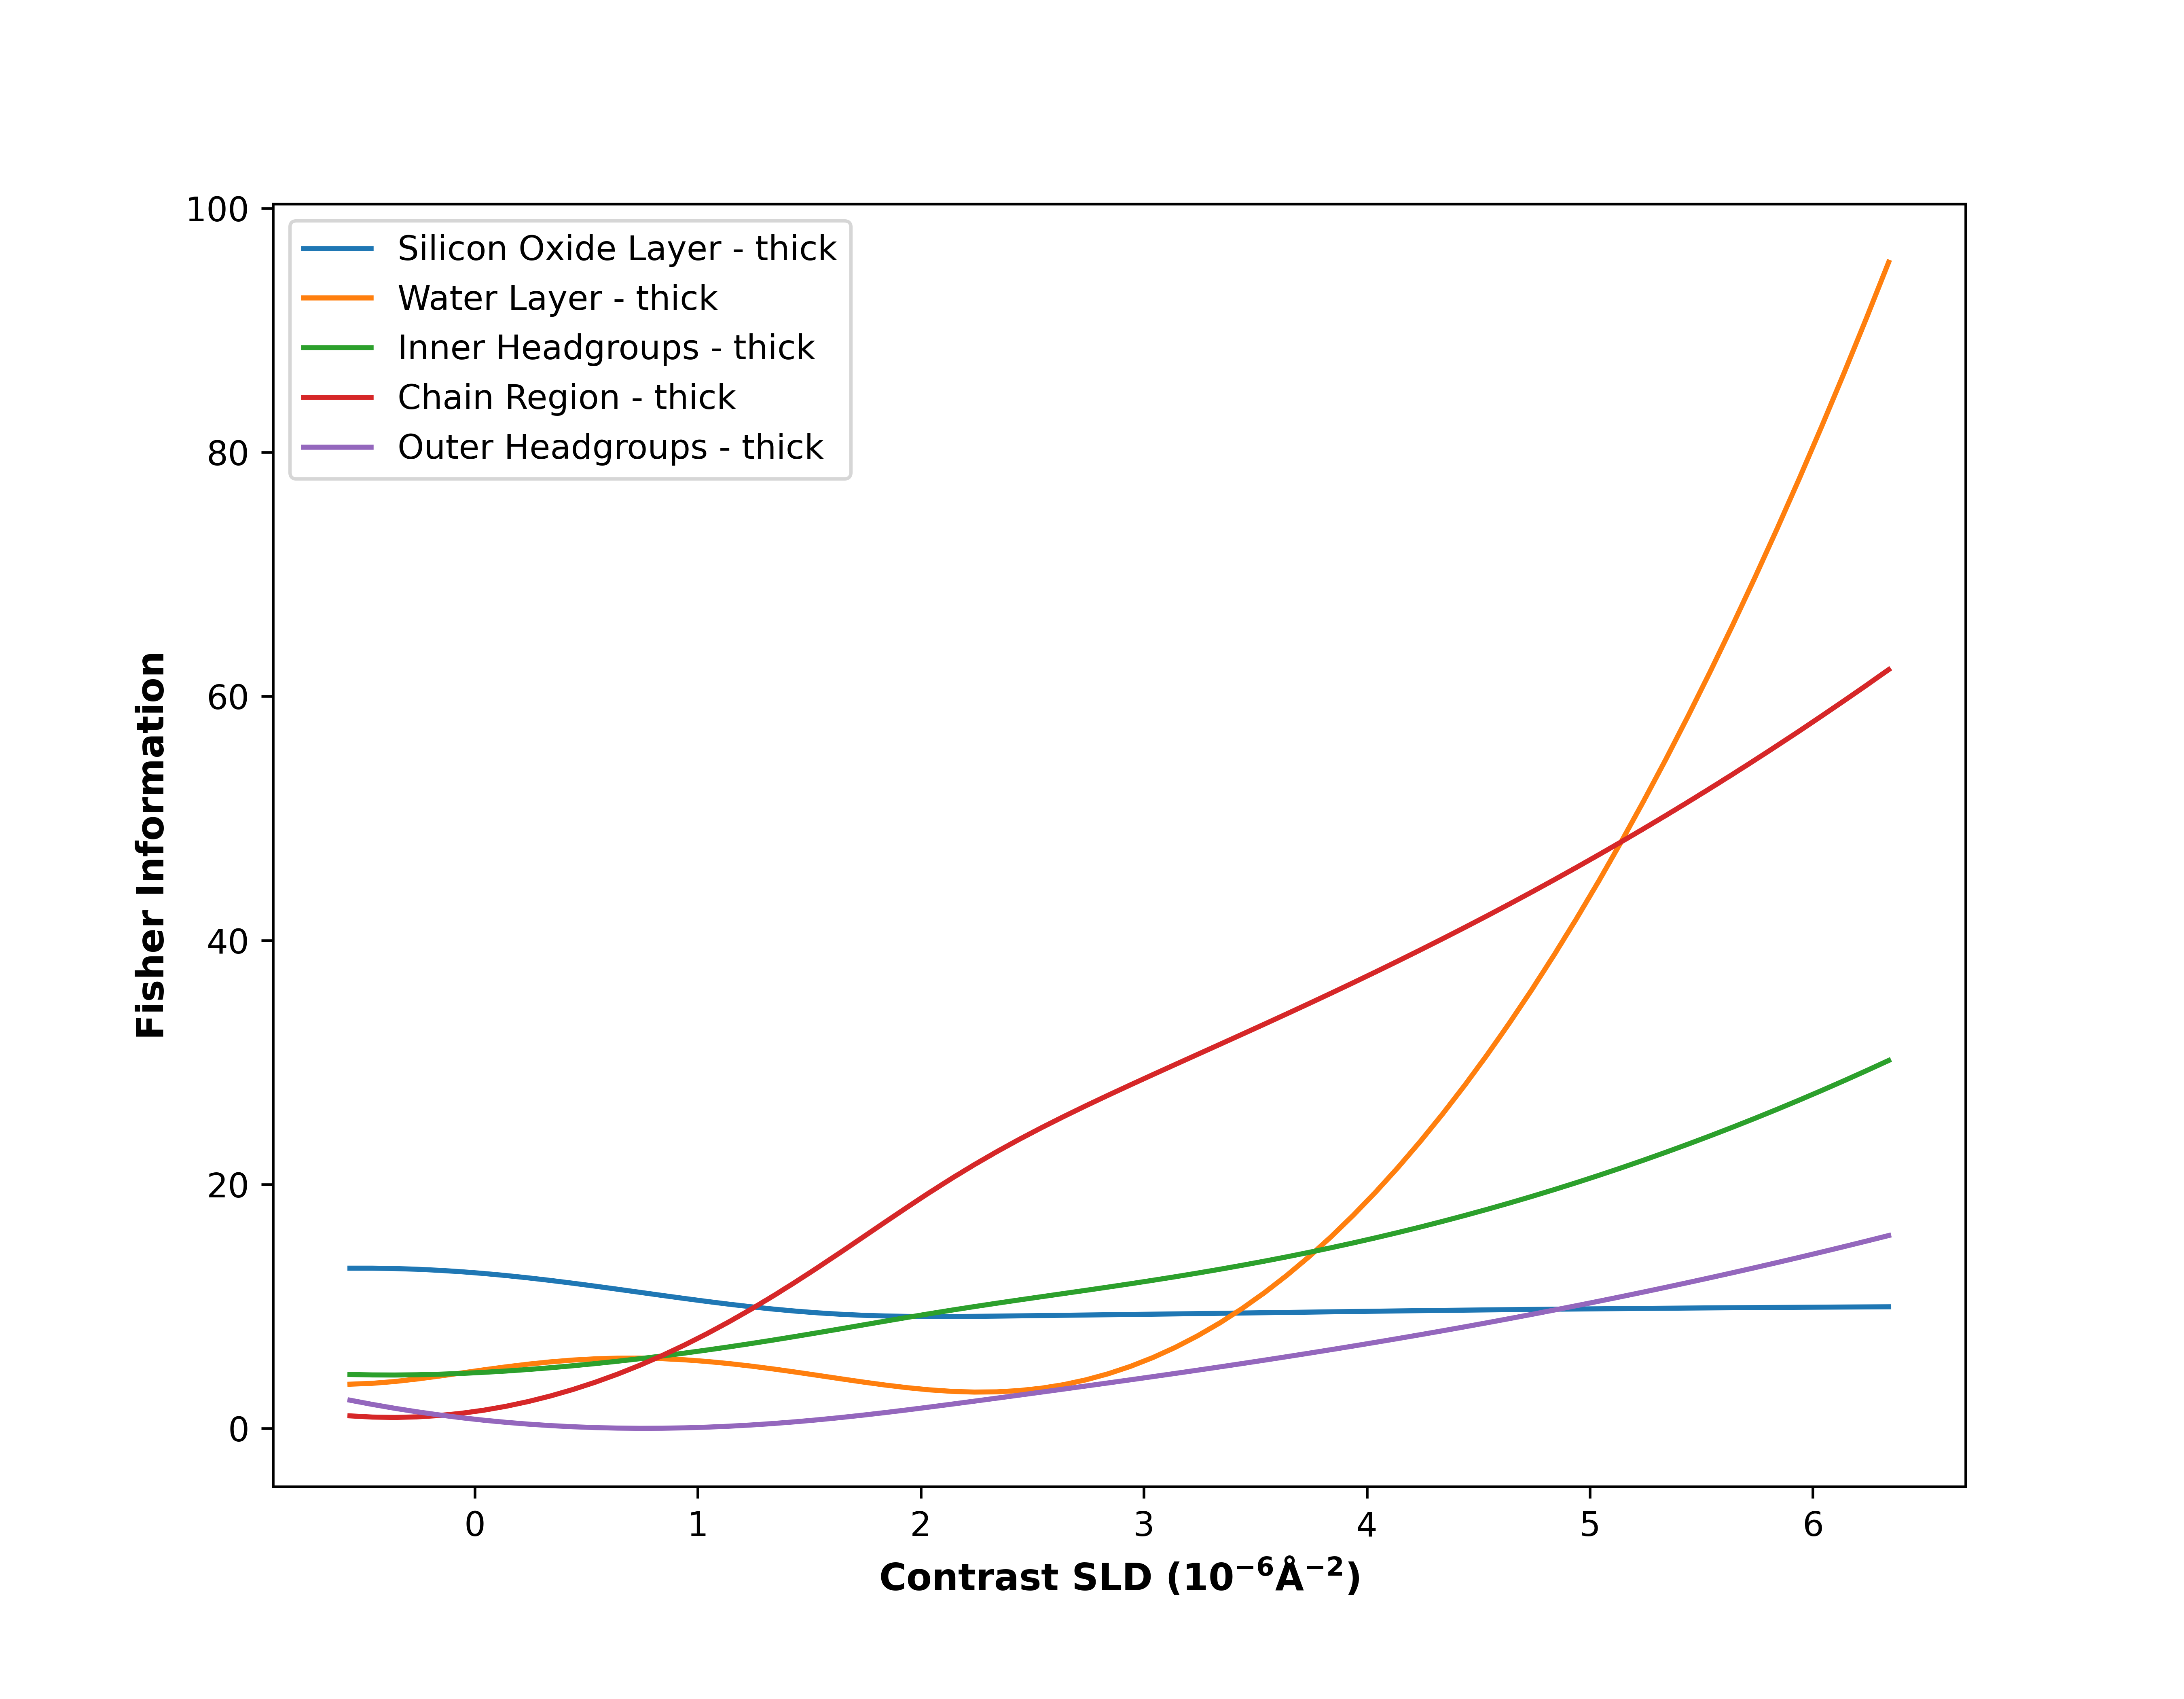 100
80
60
40
20
0
Fisher Information
Silicon Oxide Layer - thick
Water Layer - thick
Inner Headgroups - thick
Chain Region - thick
Outer Headgroups - thick
0 1 2 3 4 5 6
Contrast SLD (10⁻⁶Å⁻²)